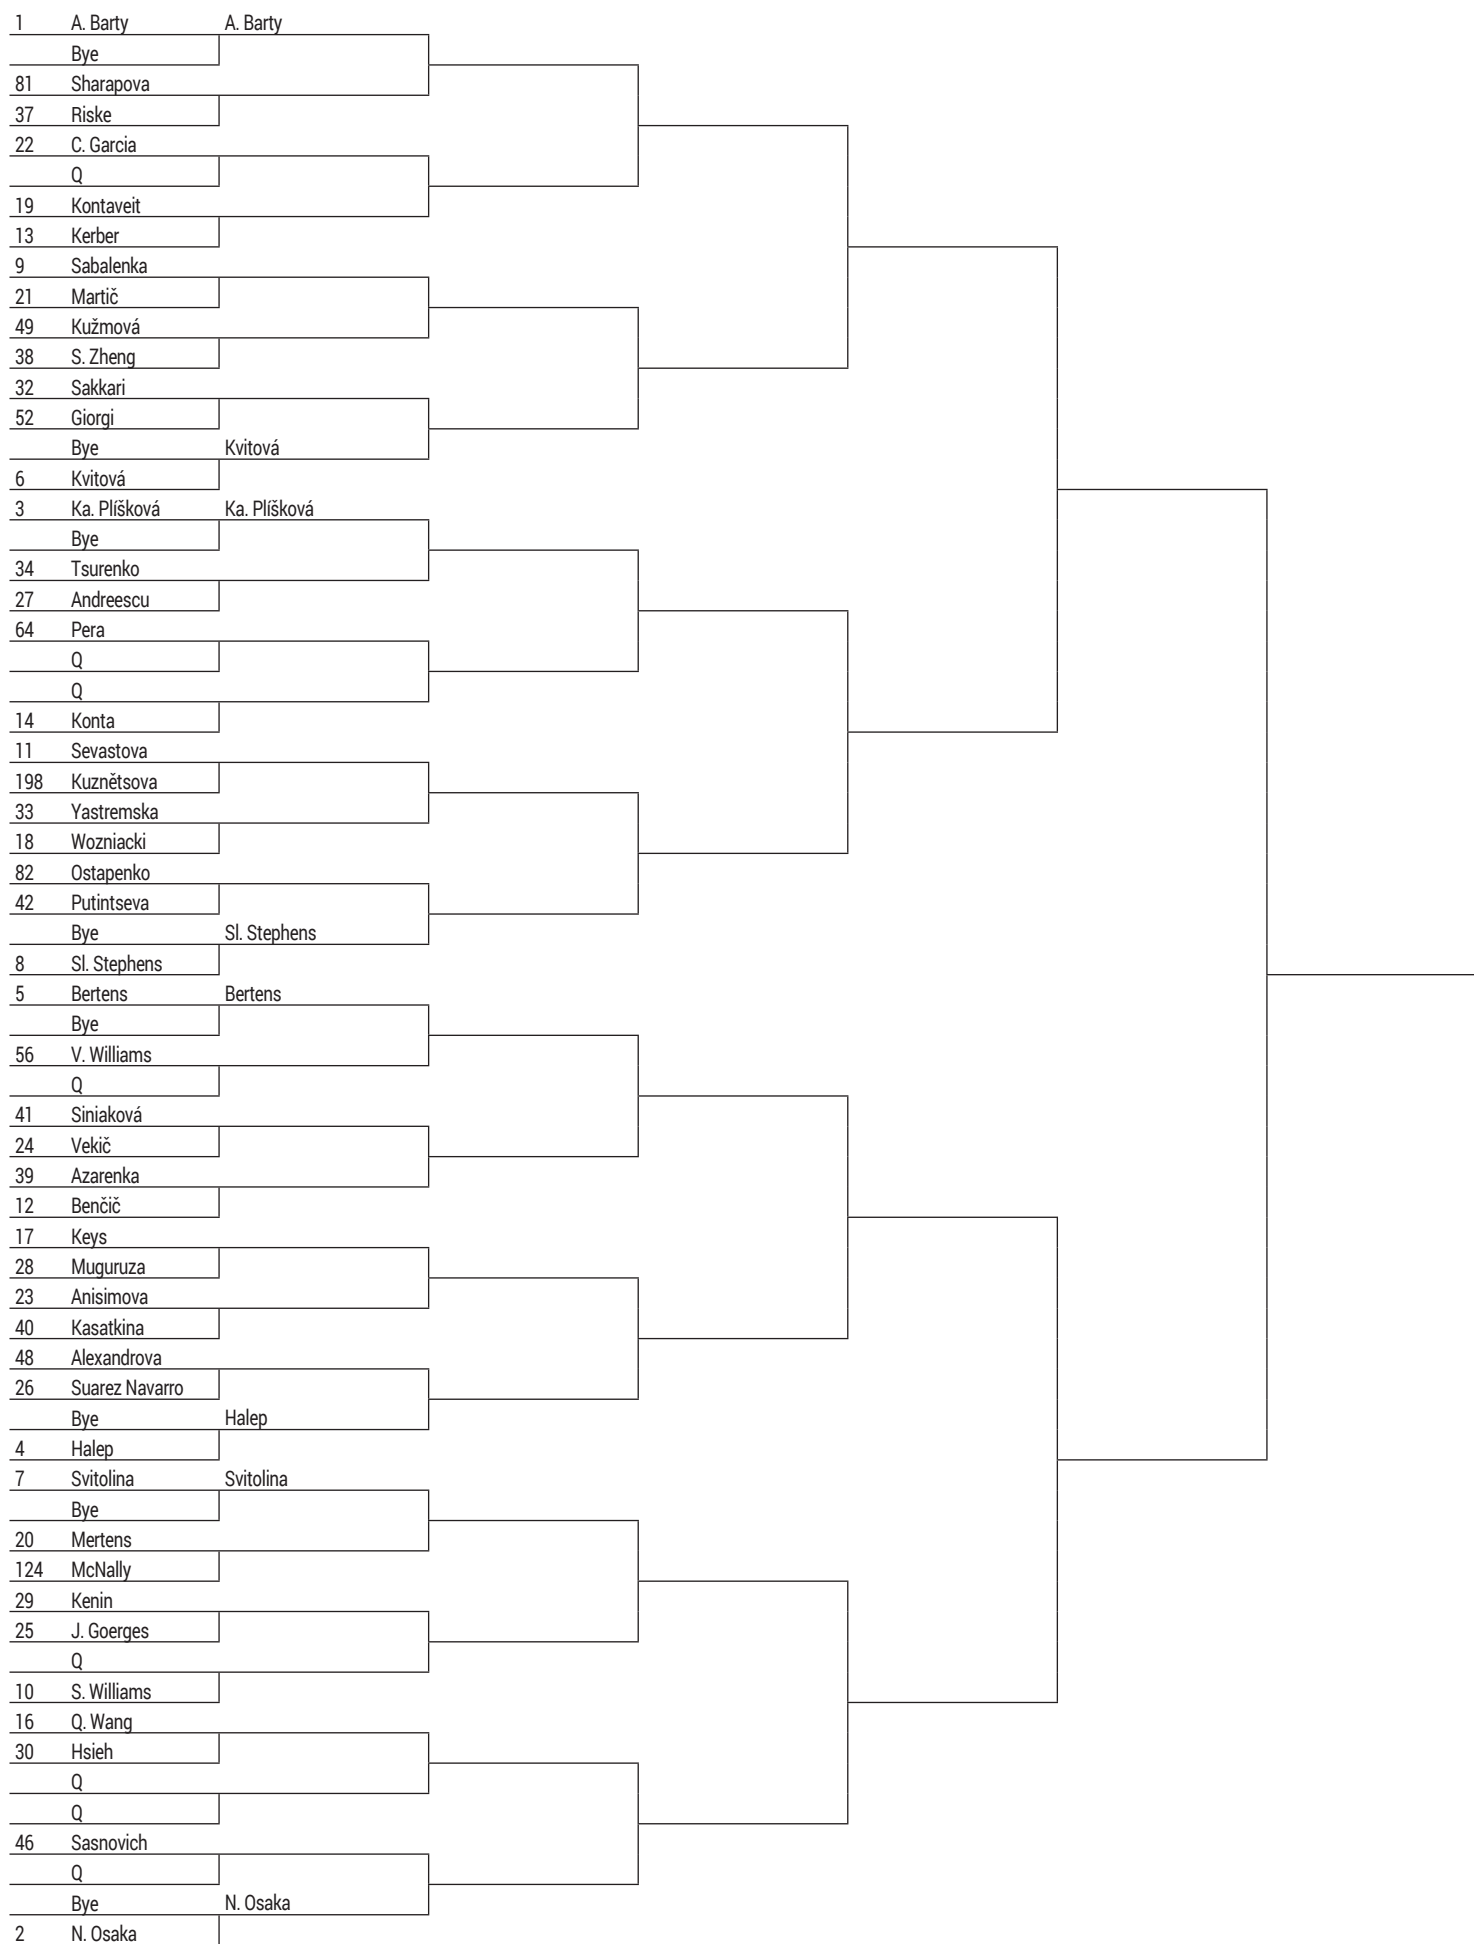 1 A. Barty A. Barty
Bye
81 Sharapova
37 Riske
22 C. Garcia
Q
19 Kontaveit
13 Kerber
9 Sabalenka
21 Martič
49 Kužmová
38 S. Zheng
32 Sakkari
52 Giorgi
Bye Kvitová
6 Kvitová
3 Ka. Plíšková Ka. Plíšková
Bye
34 Tsurenko
27 Andreescu
64 Pera
Q
Q
14 Konta
11 Sevastova
198 Kuznětsova
33 Yastremska
18 Wozniacki
82 Ostapenko
42 Putintseva
Bye Sl. Stephens
8 Sl. Stephens
5 Bertens Bertens
Bye
56 V. Williams
Q
41 Siniaková
24 Vekič
39 Azarenka
12 Benčič
17 Keys
28 Muguruza
23 Anisimova
40 Kasatkina
48 Alexandrova
26 Suarez Navarro
Bye Halep
4 Halep
7 Svitolina Svitolina
Bye
20 Mertens
124 McNally
29 Kenin
25 J. Goerges
Q
10 S. Williams
16 Q. Wang
30 Hsieh
Q
Q
46 Sasnovich
Q
Bye N. Osaka
2 N. Osaka